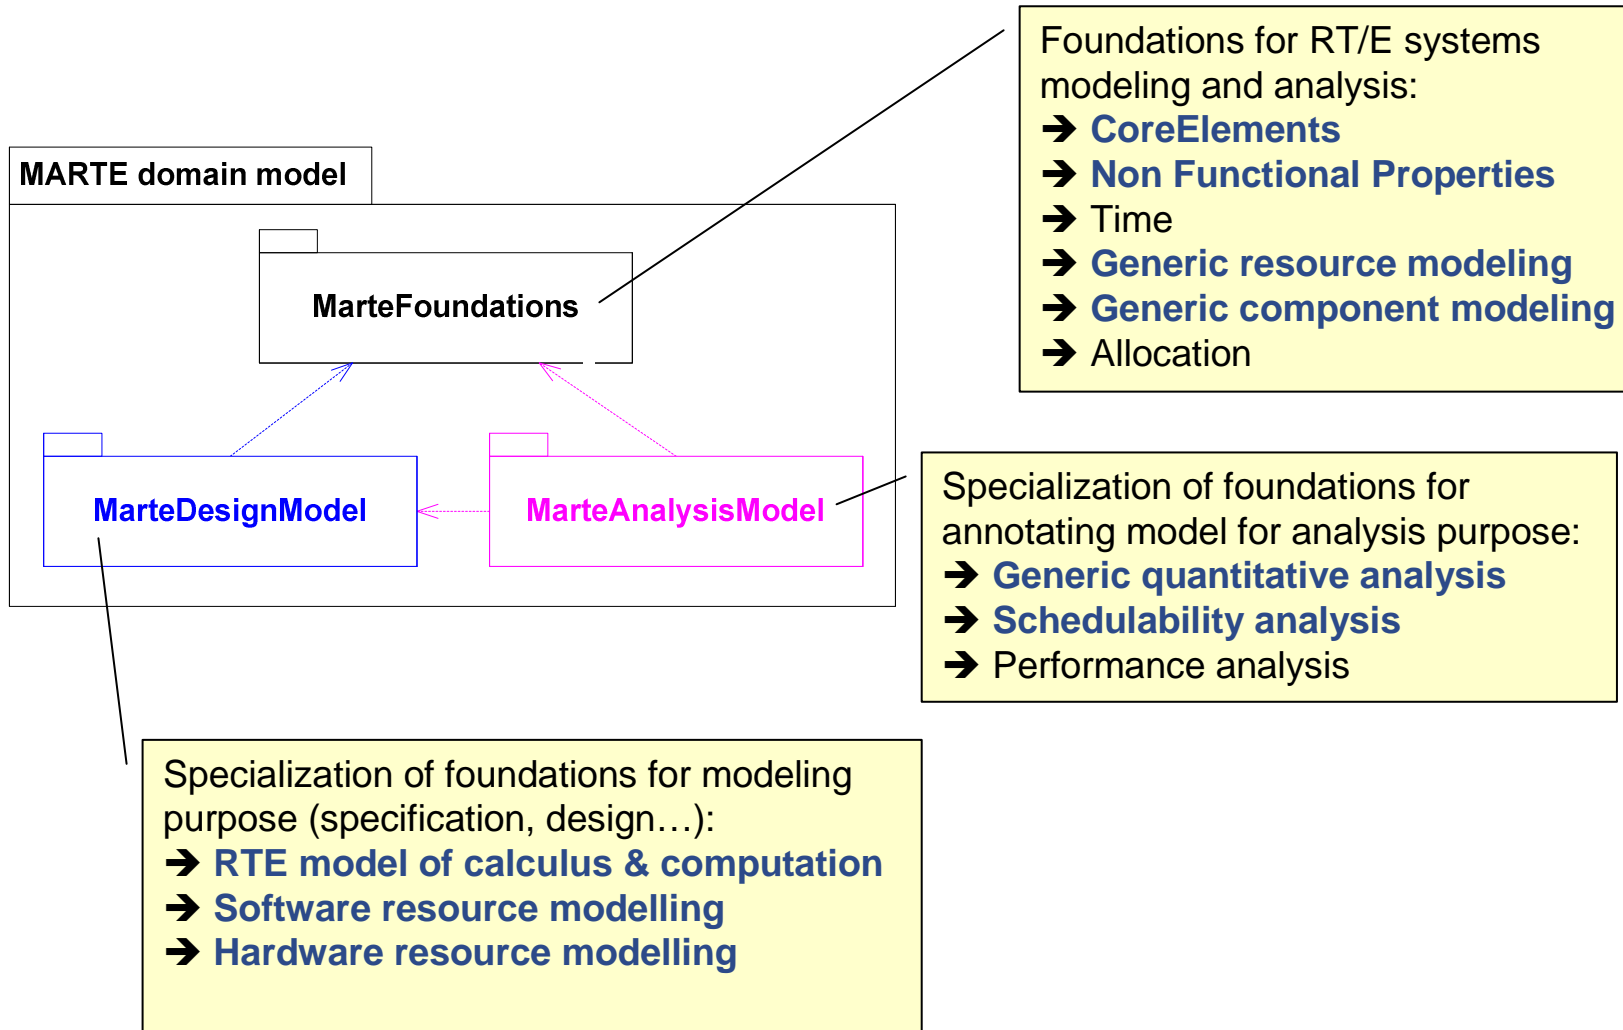 Foundations for RT/E systems
modeling and analysis:
➔ CoreElements
➔ Non Functional Properties
➔ Time
➔ Generic resource modeling
➔ Generic component modeling
➔ Allocation
MARTE domain model
MarteFoundations
MarteDesignModel
MarteAnalysisModel
Specialization of foundations for
annotating model for analysis purpose:
➔ Generic quantitative analysis
➔ Schedulability analysis
➔ Performance analysis
Specialization of foundations for modeling
purpose (specification, design…):
➔ RTE model of calculus & computation
➔ Software resource modelling
➔ Hardware resource modelling